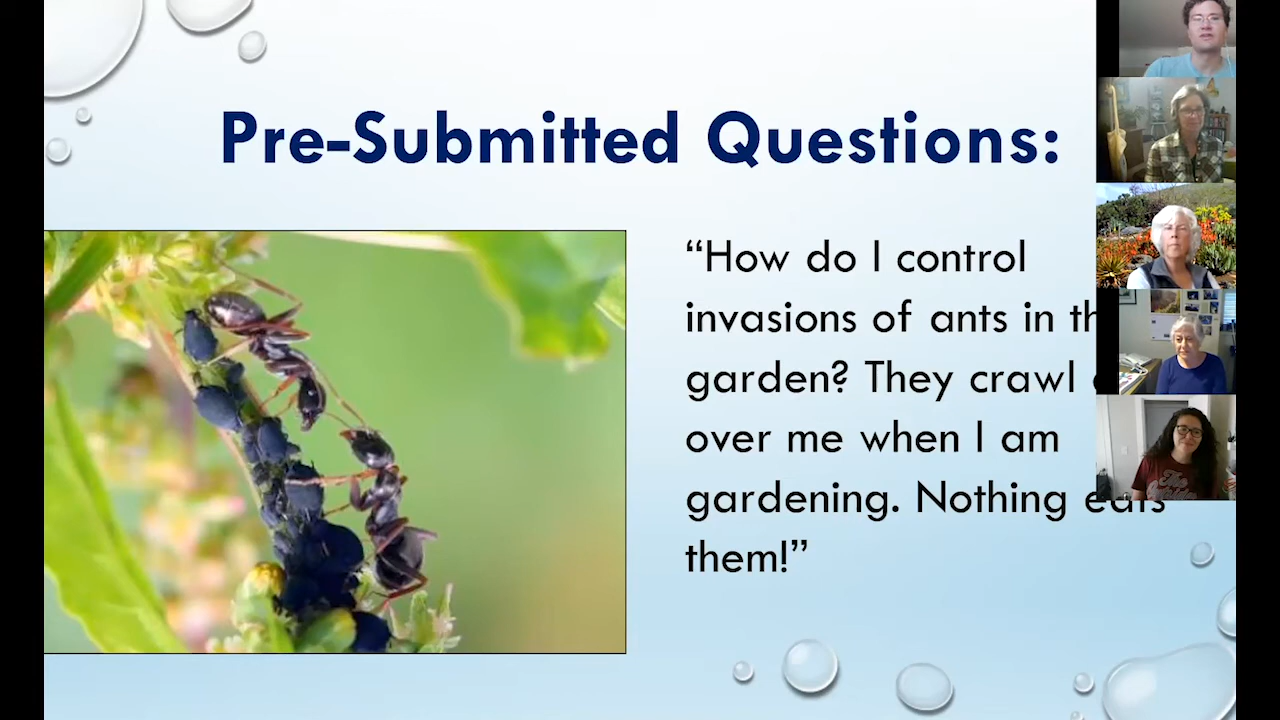 Pre-Submitted Questions:
“How do I control
invasions of ants in
garden? They crawl
over me when I am
gardening. Nothing eats
them!”